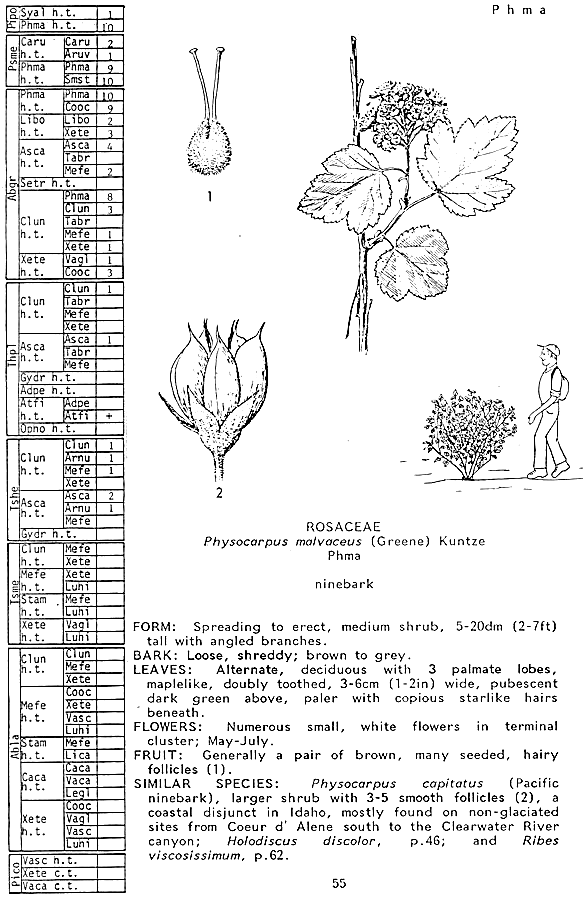 Phma
Pipo Syal h.t. 1
Phma h.t. 10
Psme Caru h.t. Caru 2
Aruv 1
Phma h.t. Phma 9
Smst 10
Abgr Phma h.t. Phma 10
Cooc 9
Libo h.t. Libo 2
Xete 3
Asca h.t. Asca 4
Tabr
Mefe 2
Setr h.t.
Clun h.t. Phma 8
Clun 3
Tabr
Mefe 1
Xete 1
Xete h.t. Vagl 1
Cooc 3
Thpl Clun h.t. Clun 1
Tabr
Mefe
Xete
Asca h.t. Asca 1
Tabr
Mefe
Gydr h.t.
Adpe h.t.
Atfi h.t. Adpe
Atfi +
Opho h.t.
Tshe Clun h.t. Clun 1
Arnu 1
Mefe 1
Xete
Asca h.t. Asca 2
Arnu 1
Mefe
Gydr h.t.
Tsme Clun h.t. Mefe
Xete
Mefe h.t. Xete
Luhi
Stam h.t. Mefe
Luhi
Xete h.t. Vagl
Luhi
Abla Clun h.t. Clun
Mefe
Xete
Mefe h.t. Cooc
Xete
Vasc
Luhi
Stam h.t. Mefe
Lica
Caca h.t. Caca
Vaca
Legl
Xete h.t. Cooc
Vagl
Vasc
Luhi
Pico Vasc h.t.
Xete c.t.
Vaca c.t.
1
2
ROSACEAE
Physocarpus malvaceus (Greene) Kuntze
Phma
ninebark
FORM: Spreading to erect, medium shrub, 5-20dm (2-7ft)
tall with angled branches.
BARK: Loose, shreddy; brown to grey.
LEAVES: Alternate, deciduous with 3 palmate lobes,
maplelike, doubly toothed, 3-6cm (1-2in) wide, pubescent
dark green above, paler with copious starlike hairs
beneath.
FLOWERS: Numerous small, white flowers in terminal
cluster; May-July.
FRUIT: Generally a pair of brown, many seeded, hairy
follicles (1).
SIMILAR SPECIES: Physocarpus capitatus (Pacific
ninebark), larger shrub with 3-5 smooth follicles (2), a
coastal disjunct in Idaho, mostly found on non-glaciated
sites from Coeur d' Alene south to the Clearwater River
canyon; Holodiscus discolor, p.46; and Ribes
viscosissimum, p.62.
55